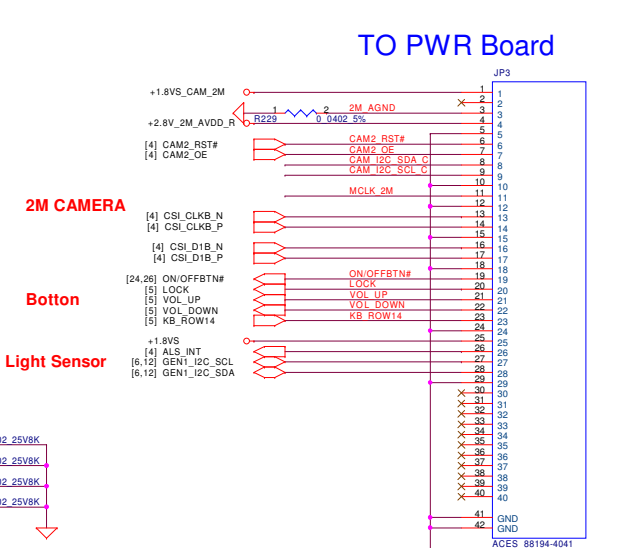 TO PWR Board
JP3
+1.8VS_CAM_2M 1 1
2 2
1 2 2M_AGND 3 3
+2.8V_2M_AVDD_R R229 0_0402_5% 4 4
5 5
[4] CAM2_RST# CAM2_RST# 6 6
[4] CAM2_OE CAM2_OE 7 7
CAM_I2C_SDA_C 8 8
CAM_I2C_SCL_C 9 9
10 10
MCLK_2M 11 11
2M CAMERA 12 12
[4] CSI_CLKB_N 13 13
[4] CSI_CLKB_P 14 14
15 15
[4] CSI_D1B_N 16 16
[4] CSI_D1B_P 17 17
18 18
[24,26] ON/OFFBTN# ON/OFFBTN# 19 19
[5] LOCK LOCK 20 20
Botton [5] VOL_UP VOL_UP 21 21
[5] VOL_DOWN VOL_DOWN 22 22
[5] KB_ROW14 KB_ROW14 23 23
24 24
+1.8VS 25 25
[4] ALS_INT 26 26
Light Sensor [6,12] GEN1_I2C_SCL 27 27
[6,12] GEN1_I2C_SDA 28 28
29 29
30 30
31 31
32 32
33 33
34 34
02_25V8K 35 35
36 36
02_25V8K 37 37
38 38
02_25V8K 39 39
40 40
02_25V8K
41 GND
42 GND
ACES_88194-4041